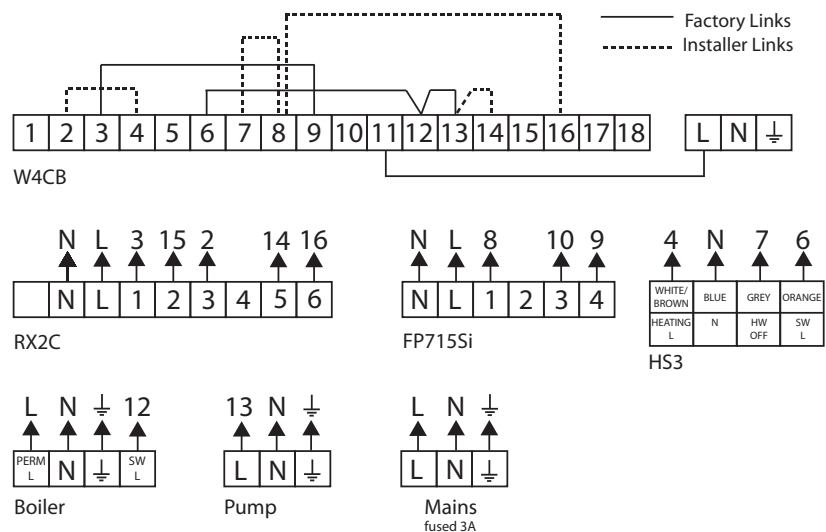 Factory Links
Installer Links
1 2 3 4 5 6 7 8 9 10 11 12 13 14 15 16 17 18 L N ⏚
W4CB
N L 3 15 2 14 16
N L 1 2 3 4 5 6
RX2C
N L 8 10 9
N L 1 2 3 4
FP715Si
4 N 7 6
WHITE/ BROWN BLUE GREY ORANGE
HEATING L N HW OFF SW L
HS3
L N ⏚ 12
PERM L N ⏚ SW L
Boiler
13 N ⏚
L N ⏚
Pump
L N ⏚
L N ⏚
Mains
fused 3A